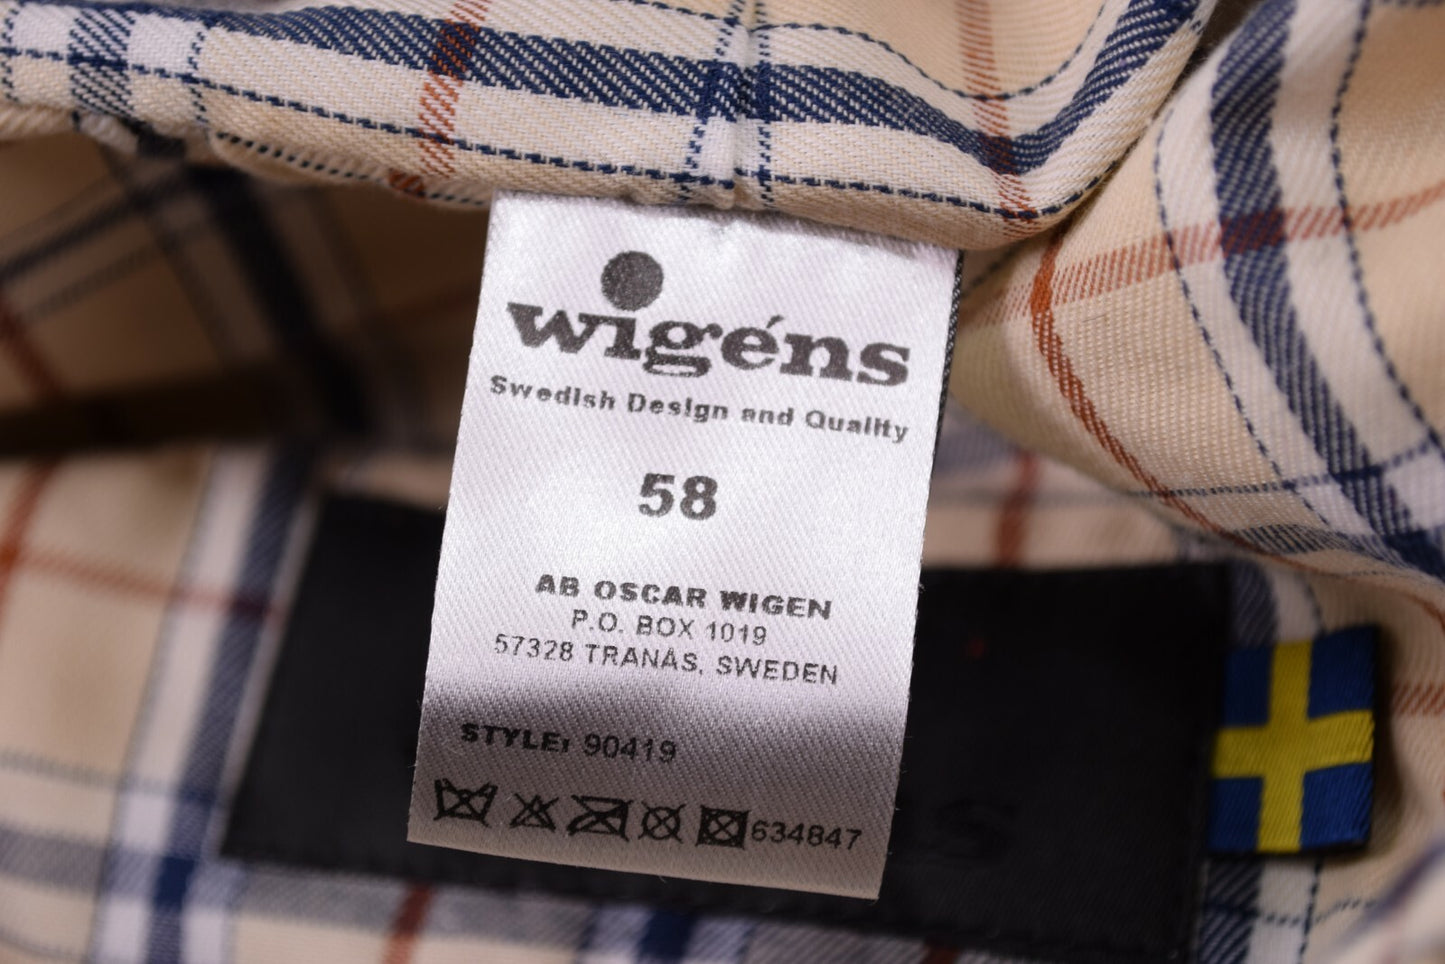 wigéns
Swedish Design and Quality
58
AB OSCAR WIGEN
P.O. BOX 1019
57328 TRANÅS, SWEDEN
STYLE: 90419
634847